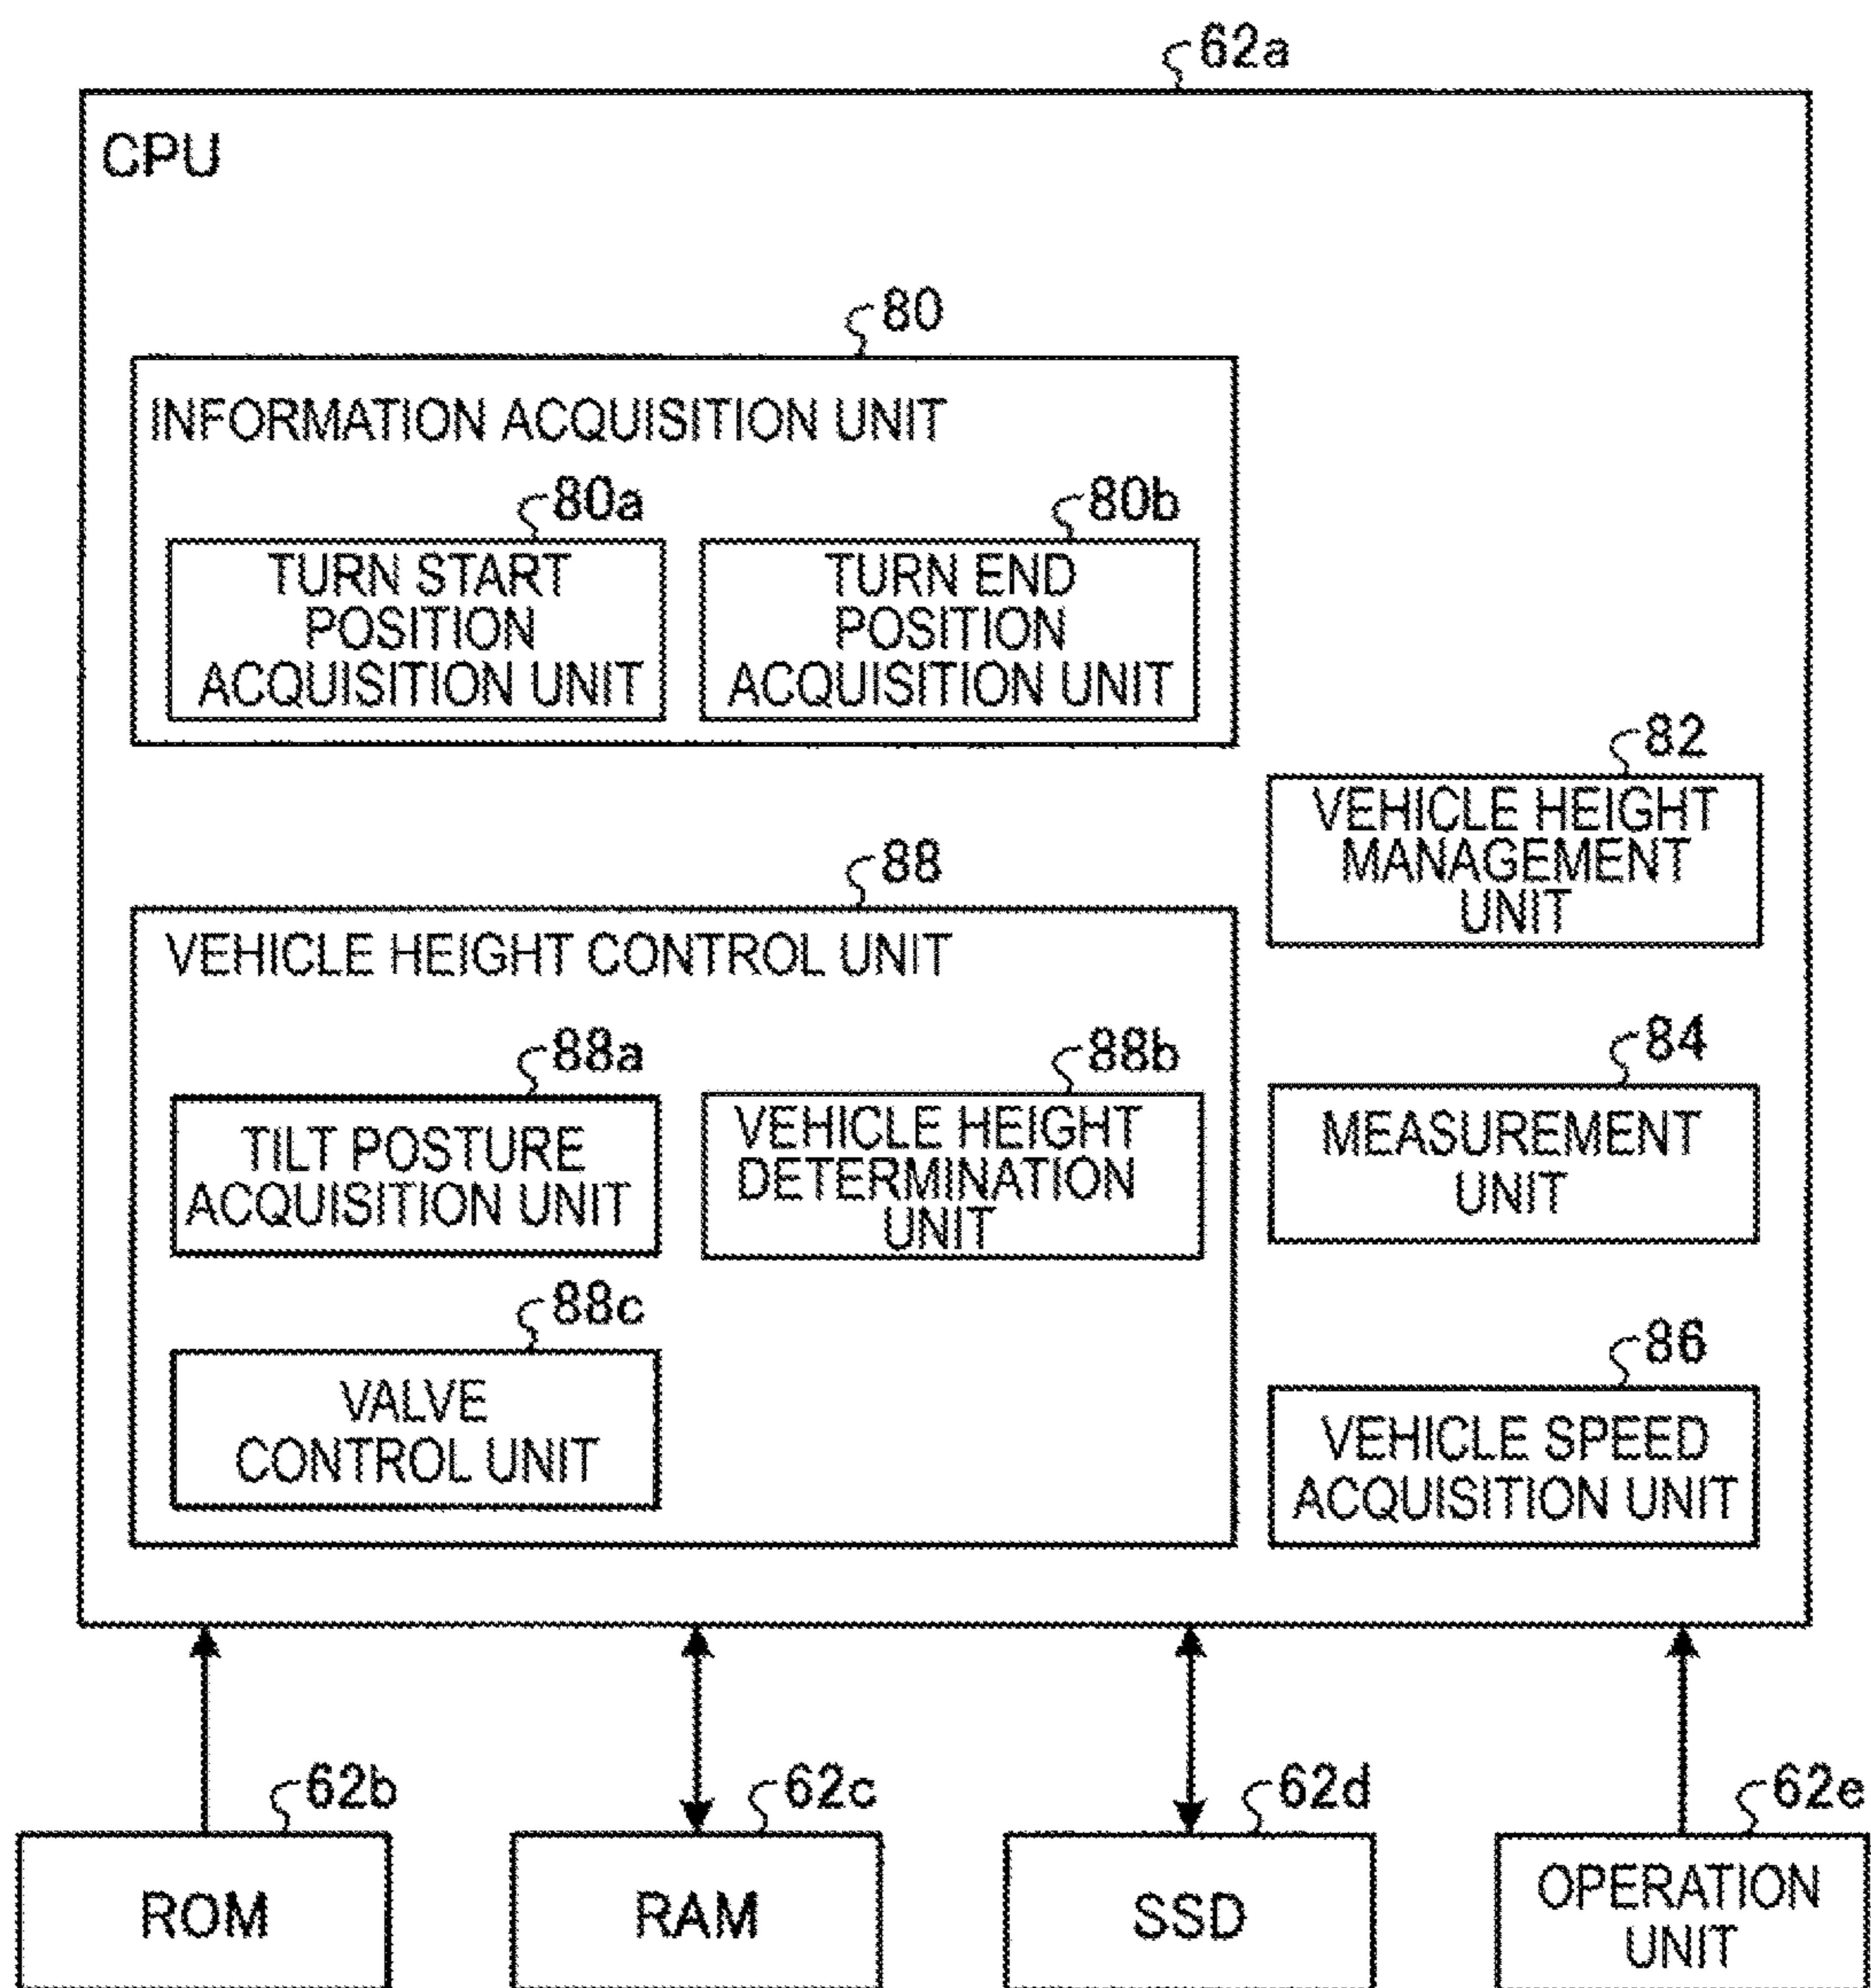 62a
CPU
80
INFORMATION ACQUISITION UNIT
80a
TURN START
POSITION
ACQUISITION UNIT
80b
TURN END
POSITION
ACQUISITION UNIT
82
VEHICLE HEIGHT
MANAGEMENT
UNIT
88
VEHICLE HEIGHT CONTROL UNIT
88a
TILT POSTURE
ACQUISITION UNIT
88b
VEHICLE HEIGHT
DETERMINATION
UNIT
84
MEASUREMENT
UNIT
88c
VALVE
CONTROL UNIT
86
VEHICLE SPEED
ACQUISITION UNIT
62b
ROM
62c
RAM
62d
SSD
62e
OPERATION
UNIT